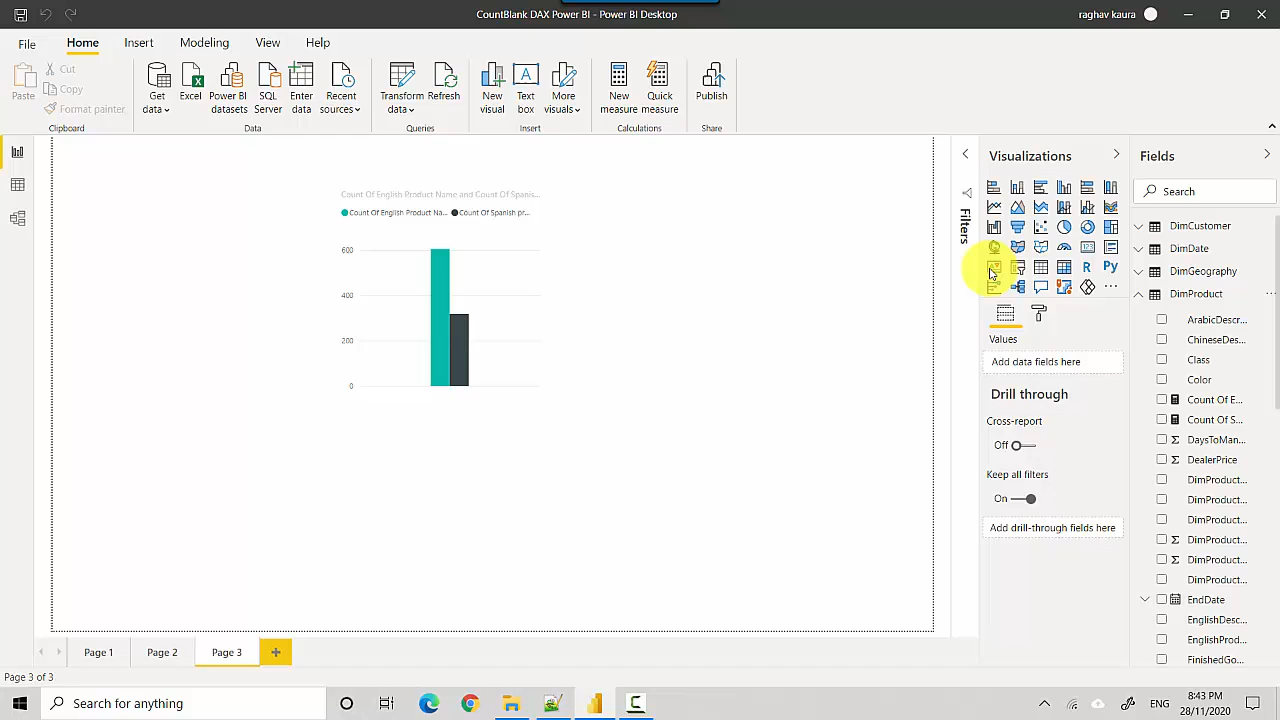 CountBlank DAX Power BI - Power BI Desktop
raghav kaura
File Home Insert Modeling View Help
Paste
Cut
Copy
Format painter
Clipboard
Get data
Excel
Power BI datasets
SQL Server
Enter data
Recent sources
Data
Transform data
Refresh
Queries
New visual
Text box
More visuals
Insert
New measure
Quick measure
Calculations
Publish
Share
Count Of English Product Name and Count Of Spanis...
Count Of English Product Na... Count Of Spanish pr...
600
400
200
0
Filters
Visualizations
123
R Py
Values
Add data fields here
Drill through
Cross-report
Off
Keep all filters
On
Add drill-through fields here
Fields
Search
DimCustomer
DimDate
DimGeography
DimProduct
ArabicDescr...
ChineseDes...
Class
Color
Count Of E...
Count Of S...
DaysToMan...
DealerPrice
DimProduct...
DimProduct...
DimProduct...
DimProduct...
DimProduct...
DimProduct...
EndDate
EnglishDesc...
EnglishProd...
FinishedGo...
Page 1 Page 2 Page 3
Page 3 of 3
Search for anything
ENG
8:43 PM
28/11/2020